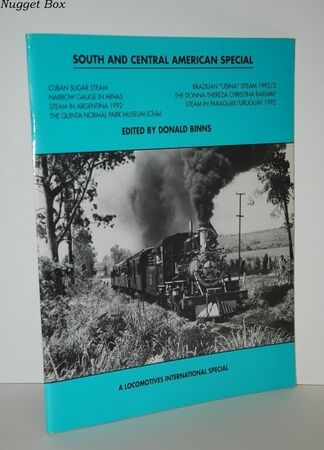 Nugget Box
SOUTH AND CENTRAL AMERICAN SPECIAL
CUBAN SUGAR STEAM
NARROW GAUGE IN MINAS
STEAM IN ARGENTINA 1992
THE QUINTA NORMAL PARK MUSEUM (Chile)
BRAZILIAN "USINA" STEAM 1992/3
THE DONNA THEREZA CHRISTINA RAILWAY
STEAM IN PARAGUAY/URUGUAY 1992
EDITED BY DONALD BINNS
A LOCOMOTIVES INTERNATIONAL SPECIAL